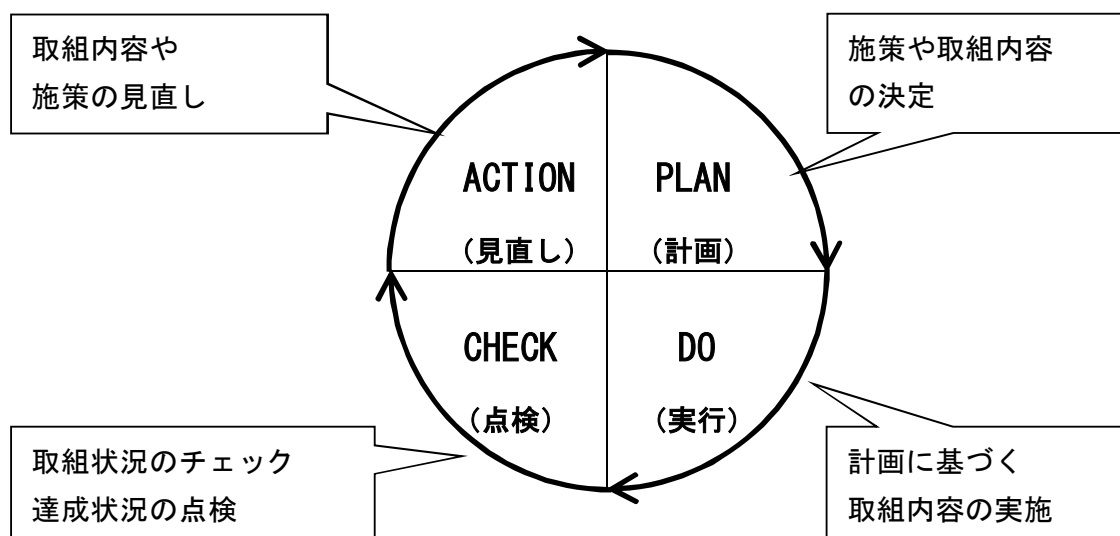 取組内容や
施策の見直し
施策や取組内容
の決定
ACTION
(見直し)
PLAN
(計画)
CHECK
(点検)
DO
(実行)
取組状況のチェック
達成状況の点検
計画に基づく
取組内容の実施